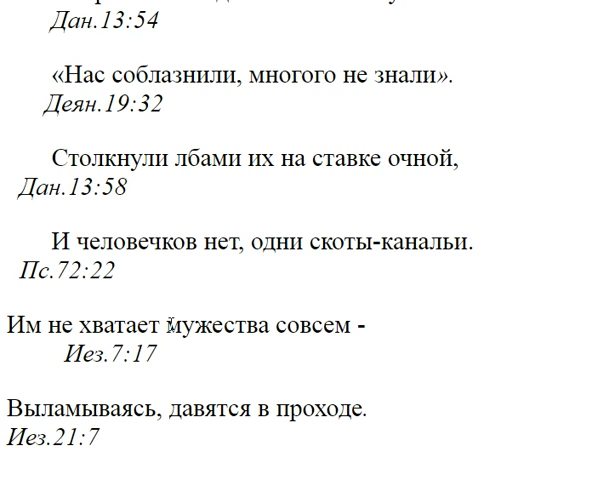 Дан.13:54
«Нас соблазнили, многого не знали».
Деян.19:32
Столкнули лбами их на ставке очной,
Дан.13:58
И человечков нет, одни скоты-канальи.
Пс.72:22
Им не хватает мужества совсем -
Иез.7:17
Выламываясь, давятся в проходе.
Иез.21:7